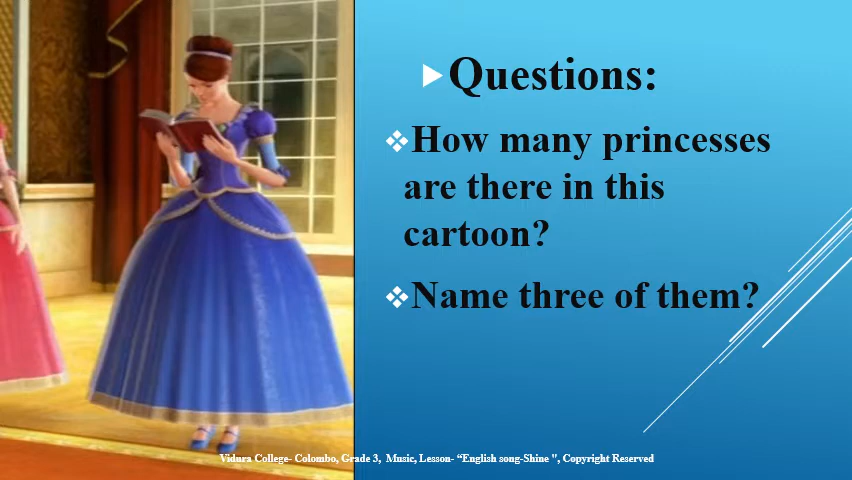 Questions:
How many princesses
are there in this
cartoon?
Name three of them?
Vidura College- Colombo, Grade 3, Music, Lesson- “English song-Shine ", Copyright Reserved